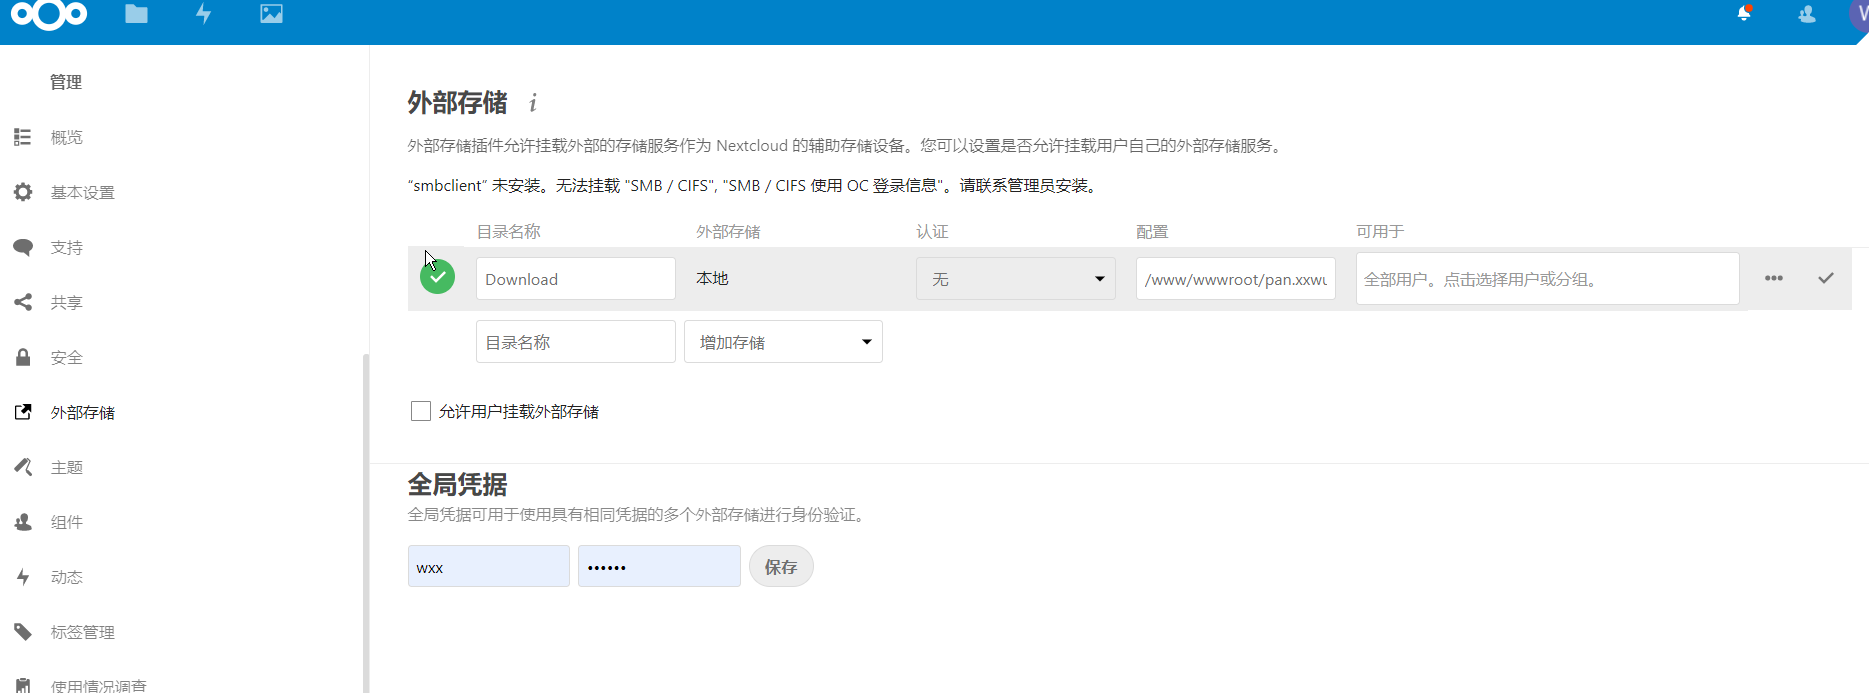 W
管理
概览
基本设置
支持
共享
安全
外部存储
主题
组件
动态
标签管理
使用情况调查
外部存储 i
外部存储插件允许挂载外部的存储服务作为 Nextcloud 的辅助存储设备。您可以设置是否允许挂载用户自己的外部存储服务。
“smbclient” 未安装。无法挂载 "SMB / CIFS", "SMB / CIFS 使用 OC 登录信息"。请联系管理员安装。
目录名称 外部存储 认证 配置 可用于
Download 本地 无 /www/wwwroot/pan.xxwu 全部用户。点击选择用户或分组。
目录名称 增加存储
允许用户挂载外部存储
全局凭据
全局凭据可用于使用具有相同凭据的多个外部存储进行身份验证。
wxx •••••• 保存